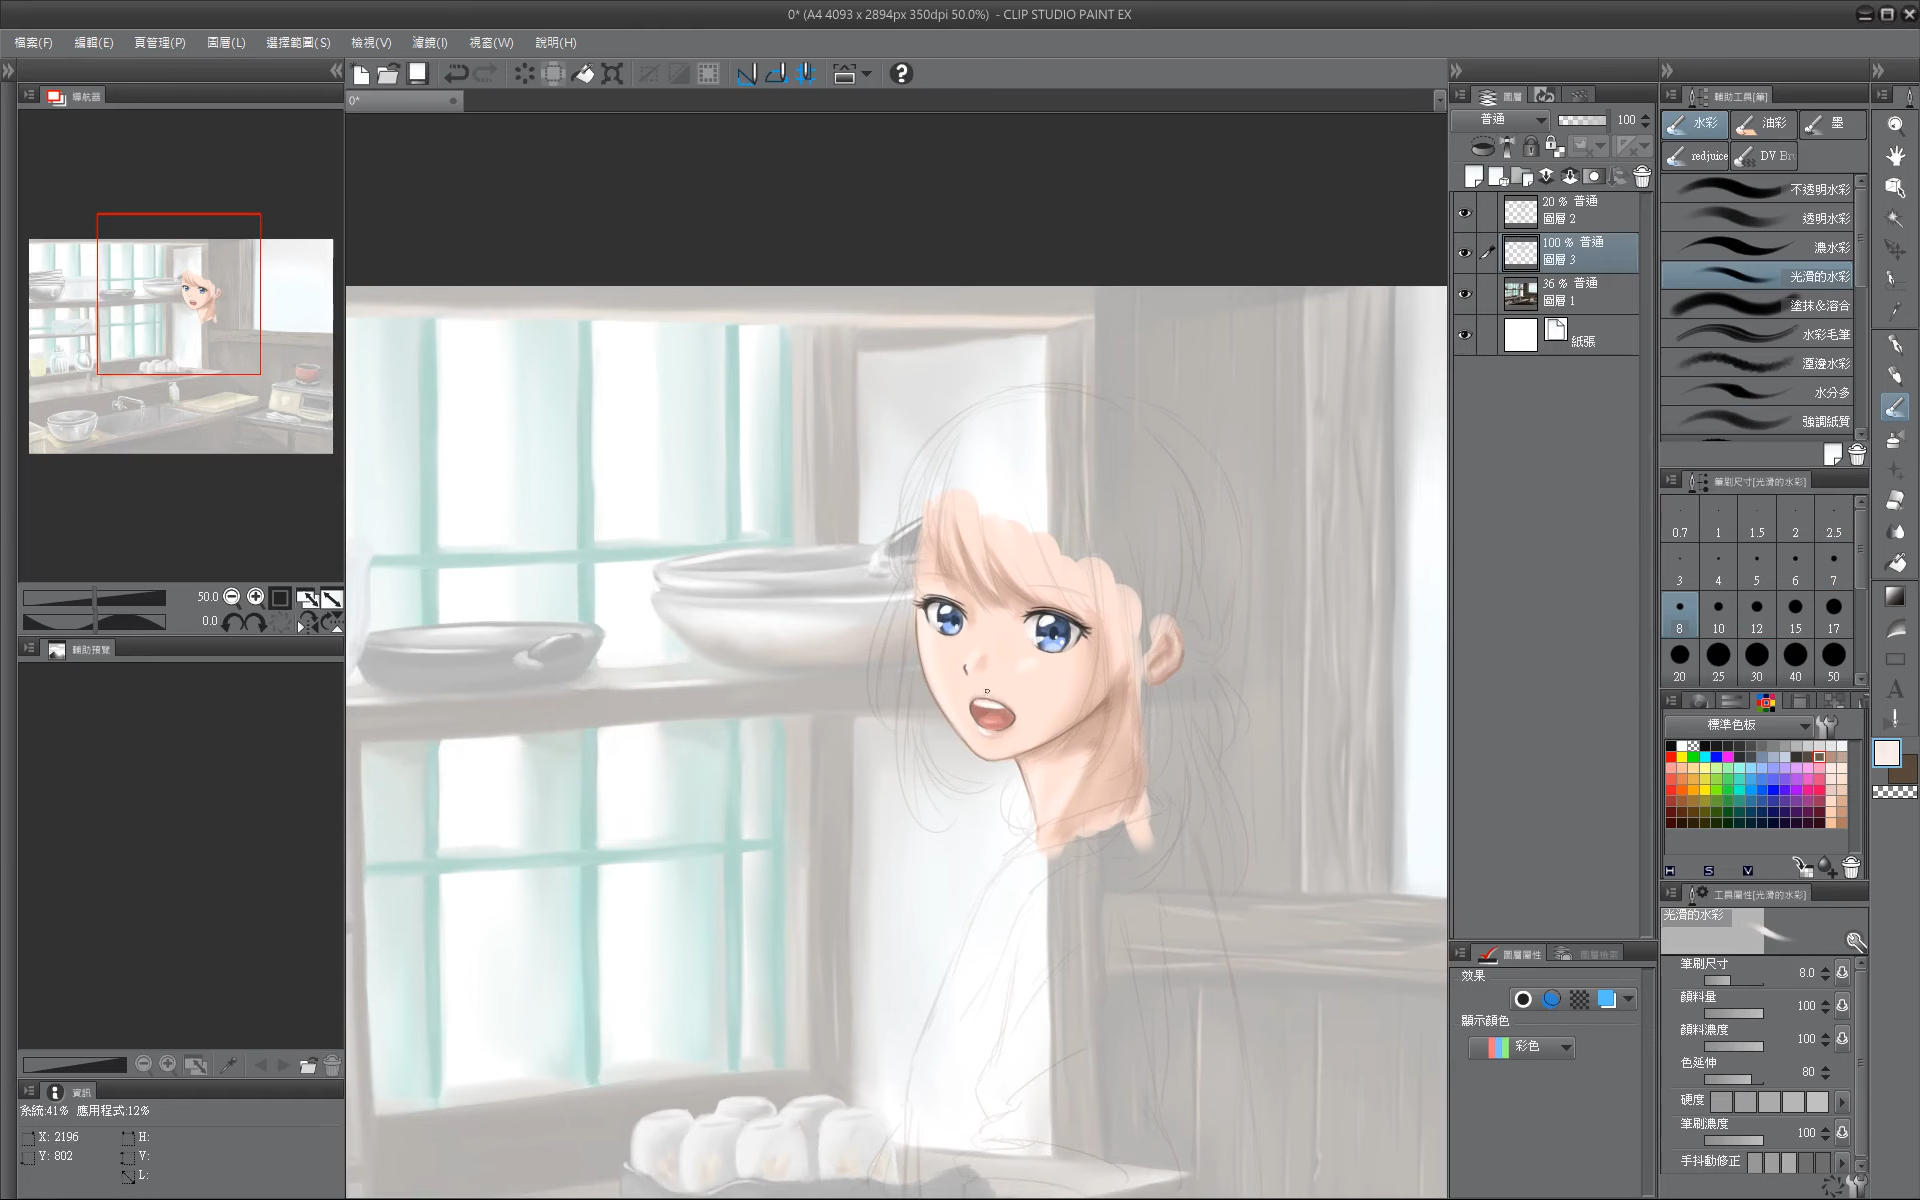 0* (A4 4093 x 2894px 350dpi 50.0%)  - CLIP STUDIO PAINT EX
檔案(F) 編輯(E) 頁管理(P) 圖層(L) 選擇範圍(S) 檢視(V) 濾鏡(I) 視窗(W) 說明(H)
導航器
0*
50.0
0.0
輔助預覽
資訊
系統:41% 應用程式:12%
X: 2196 H:
Y: 802 V:
L:
圖層
普通 100
20 % 普通
圖層 2
100 % 普通
圖層 3
36 % 普通
圖層 1
紙張
圖層屬性 圖層檢索
效果
顯示顏色
彩色
輔助工具[筆]
水彩 油彩 墨
redjuice DV Br
不透明水彩
透明水彩
濃水彩
光滑的水彩
塗抹&溶合
水彩毛筆
溼邊水彩
水分多
強調紙質
筆刷尺寸[光滑的水彩]
0.7 1 1.5 2 2.5
3 4 5 6 7
8 10 12 15 17
20 25 30 40 50
標準色板
H S V
工具屬性[光滑的水彩]
光滑的水彩
筆刷尺寸 8.0
顏料量 100
顏料濃度 100
色延伸 80
硬度
筆刷濃度 100
手抖動修正
A